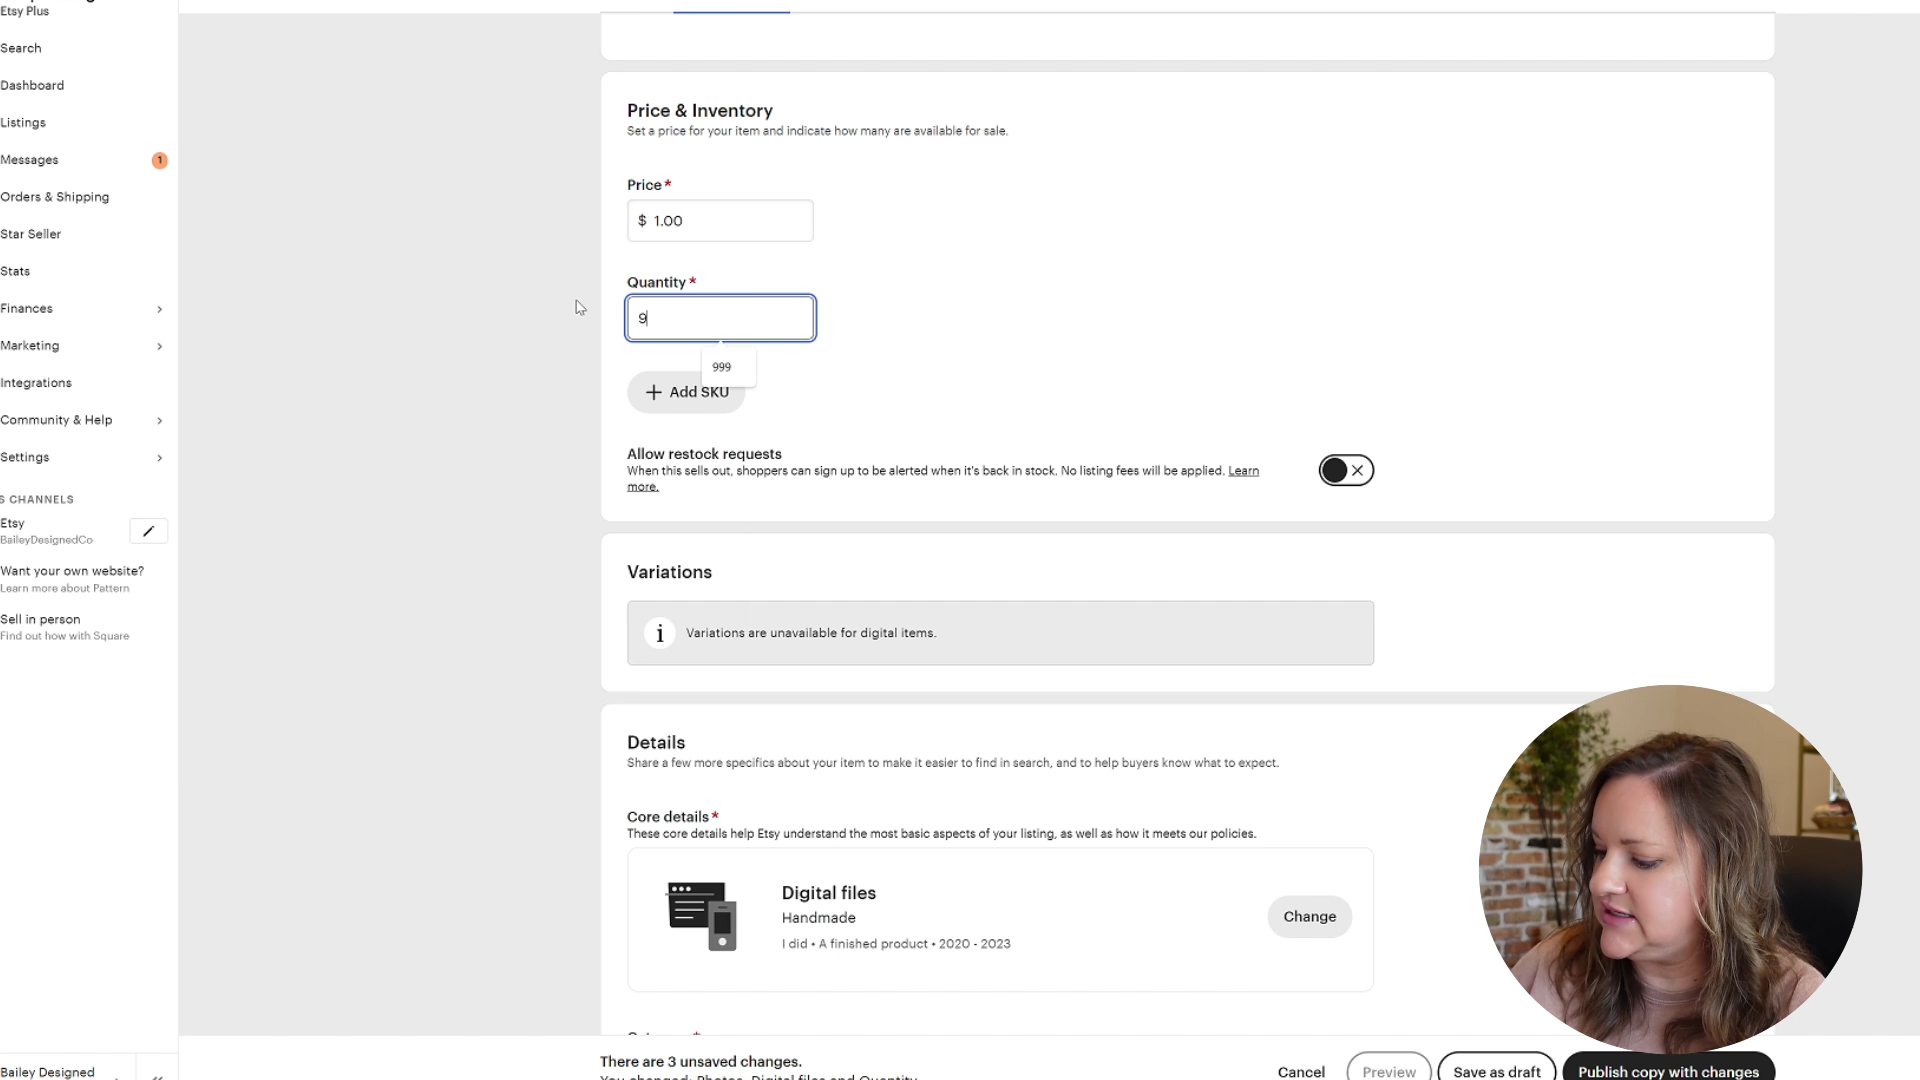 Etsy Plus
Search
Dashboard
Listings
Messages
1
Orders & Shipping
Star Seller
Stats
Finances
Marketing
Integrations
Community & Help
Settings
S CHANNELS
Etsy
BaileyDesignedCo
Want your own website?
Learn more about Pattern
Sell in person
Find out how with Square
Bailey Designed
Price & Inventory
Set a price for your item and indicate how many are available for sale.
Price *
$ 1.00
Quantity *
9
999
Add SKU
Allow restock requests
When this sells out, shoppers can sign up to be alerted when it's back in stock. No listing fees will be applied. Learn
more.
Variations
i
Variations are unavailable for digital items.
Details
Share a few more specifics about your item to make it easier to find in search, and to help buyers know what to expect.
Core details *
These core details help Etsy understand the most basic aspects of your listing, as well as how it meets our policies.
Digital files
Handmade
I did • A finished product • 2020 - 2023
Change
There are 3 unsaved changes.
You changed: Photos, Digital files and Quantity
Cancel
Preview
Save as draft
Publish copy with changes